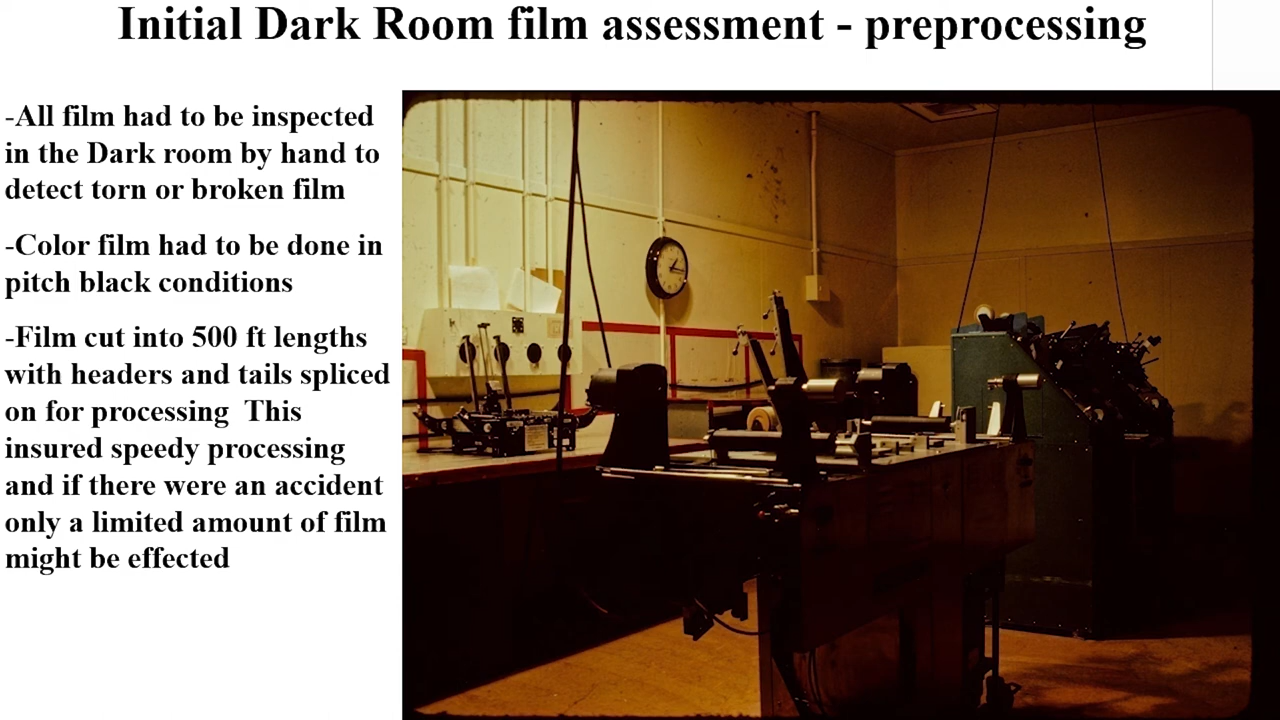 Initial Dark Room film assessment - preprocessing
-All film had to be inspected
in the Dark room by hand to
detect torn or broken film
-Color film had to be done in
pitch black conditions
-Film cut into 500 ft lengths
with headers and tails spliced
on for processing  This
insured speedy processing
and if there were an accident
only a limited amount of film
might be effected